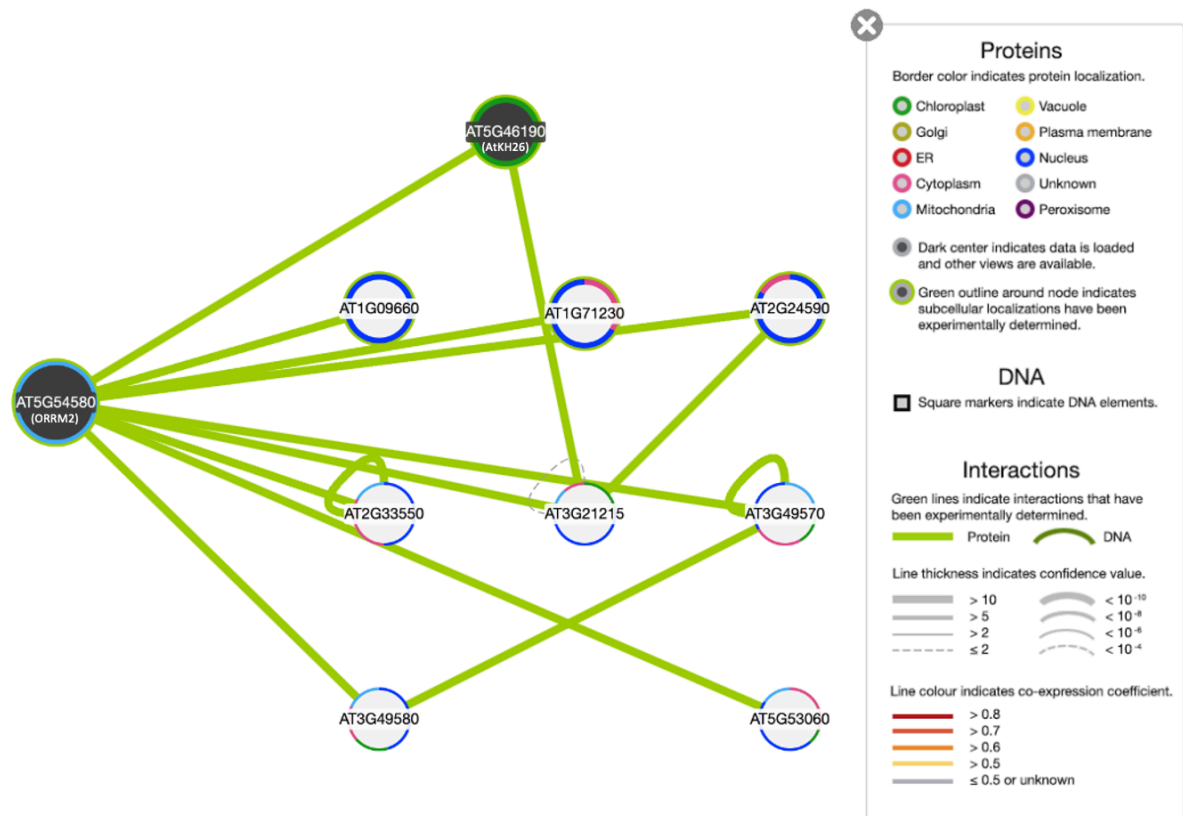 AT5G46190
(AtKH26)
AT1G09660
AT1G71230
AT2G24590
AT5G54580
(ORRM2)
AT2G33550
AT3G21215
AT3G49570
AT3G49580
AT5G53060
Proteins
Border color indicates protein localization.
Chloroplast
Vacuole
Golgi
Plasma membrane
ER
Nucleus
Cytoplasm
Unknown
Mitochondria
Peroxisome
Dark center indicates data is loaded
and other views are available.
Green outline around node indicates
subcellular localizations have been
experimentally determined.
DNA
Square markers indicate DNA elements.
Interactions
Green lines indicate interactions that have
been experimentally determined.
Protein
DNA
Line thickness indicates confidence value.
> 10
< 10⁻¹⁰
> 5
< 10⁻⁸
> 2
< 10⁻⁶
≤ 2
< 10⁻⁴
Line colour indicates co-expression coefficient.
> 0.8
> 0.7
> 0.6
> 0.5
≤ 0.5 or unknown